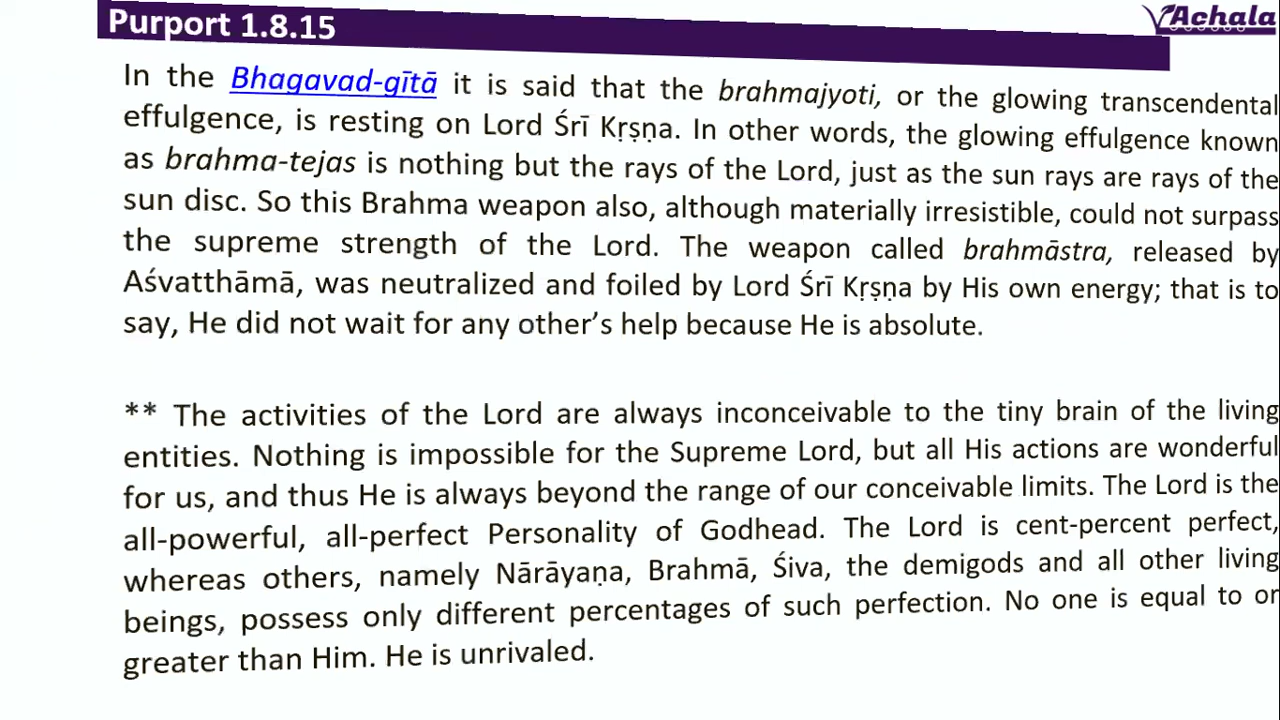 Purport 1.8.15
Achala
In the Bhagavad-gītā it is said that the brahmajyoti, or the glowing transcendental
effulgence, is resting on Lord Śrī Kṛṣṇa. In other words, the glowing effulgence known
as brahma-tejas is nothing but the rays of the Lord, just as the sun rays are rays of the
sun disc. So this Brahma weapon also, although materially irresistible, could not surpass
the supreme strength of the Lord. The weapon called brahmāstra, released by
Aśvatthāmā, was neutralized and foiled by Lord Śrī Kṛṣṇa by His own energy; that is to
say, He did not wait for any other’s help because He is absolute.
** The activities of the Lord are always inconceivable to the tiny brain of the living
entities. Nothing is impossible for the Supreme Lord, but all His actions are wonderful
for us, and thus He is always beyond the range of our conceivable limits. The Lord is the
all-powerful, all-perfect Personality of Godhead. The Lord is cent-percent perfect,
whereas others, namely Nārāyaṇa, Brahmā, Śiva, the demigods and all other living
beings, possess only different percentages of such perfection. No one is equal to or
greater than Him. He is unrivaled.